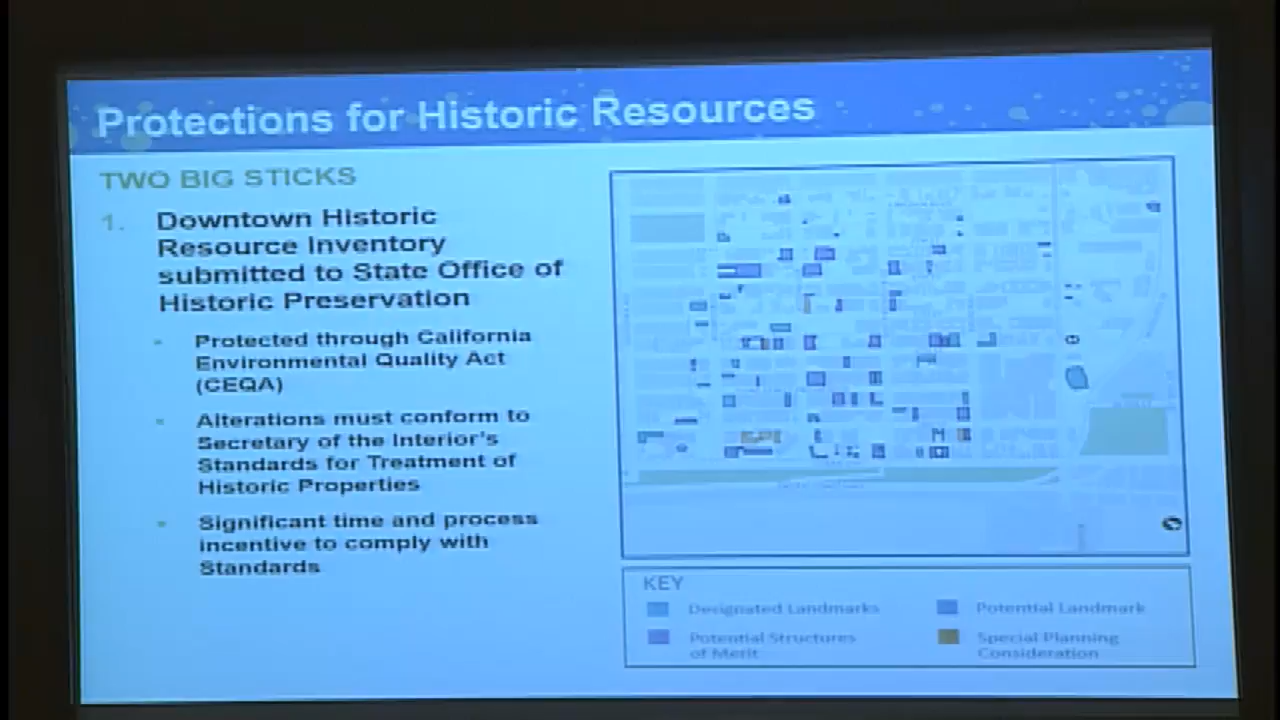 Protections for Historic Resources
TWO BIG STICKS
1. Downtown Historic
Resource Inventory
submitted to State Office of
Historic Preservation
Protected through California
Environmental Quality Act
(CEQA)
Alterations must conform to
Secretary of the Interior's
Standards for Treatment of
Historic Properties
Significant time and process
incentive to comply with
Standards
KEY
Designated Landmarks
Potential Landmark
Potential Structures
of Merit
Special Planning
Consideration